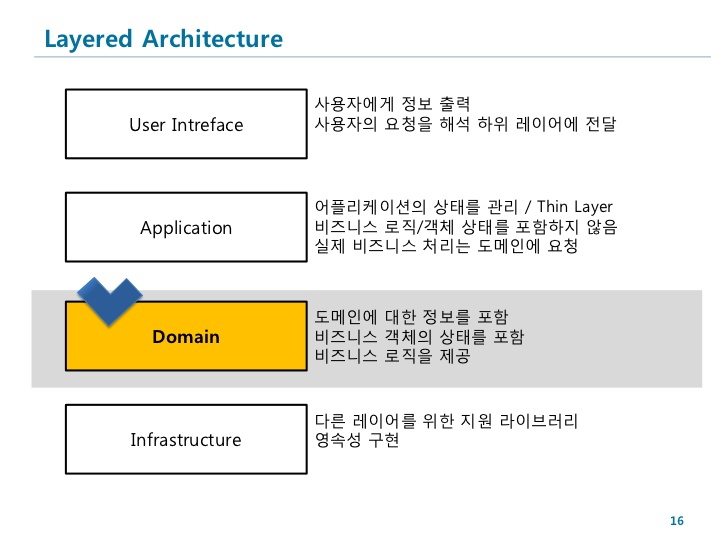 Layered Architecture
User Intreface
사용자에게 정보 출력
사용자의 요청을 해석 하위 레이어에 전달
Application
어플리케이션의 상태를 관리 / Thin Layer
비즈니스 로직/객체 상태를 포함하지 않음
실제 비즈니스 처리는 도메인에 요청
Domain
도메인에 대한 정보를 포함
비즈니스 객체의 상태를 포함
비즈니스 로직을 제공
Infrastructure
다른 레이어를 위한 지원 라이브러리
영속성 구현
16